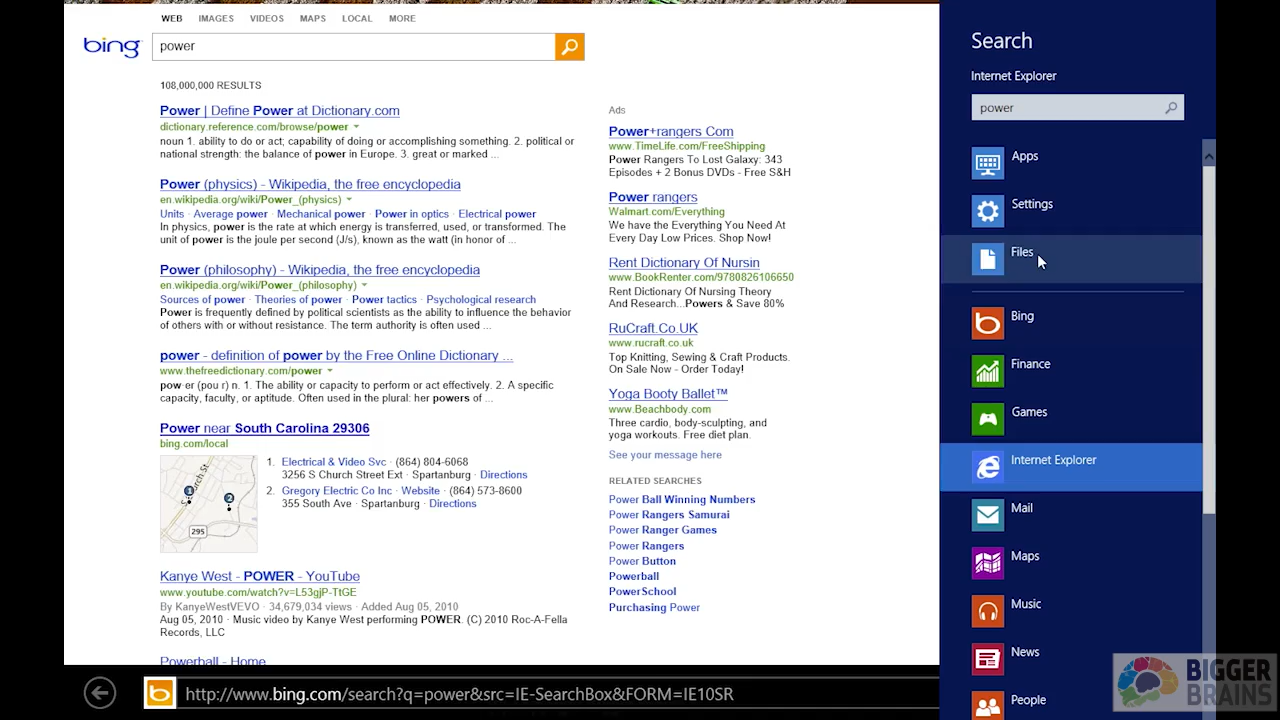 WEB IMAGES VIDEOS MAPS LOCAL MORE
bing
power
108,000,000 RESULTS
Power | Define Power at Dictionary.com
dictionary.reference.com/browse/power
noun 1. ability to do or act; capability of doing or accomplishing something. 2. political or
national strength: the balance of power in Europe. 3. great or marked ...
Power (physics) - Wikipedia, the free encyclopedia
en.wikipedia.org/wiki/Power_(physics)
Units · Average power · Mechanical power · Power in optics · Electrical power
In physics, power is the rate at which energy is transferred, used, or transformed. The
unit of power is the joule per second (J/s), known as the watt (in honor of ...
Power (philosophy) - Wikipedia, the free encyclopedia
en.wikipedia.org/wiki/Power_(philosophy)
Sources of power · Theories of power · Power tactics · Psychological research
Power is frequently defined by political scientists as the ability to influence the behavior
of others with or without resistance. The term authority is often used ...
power - definition of power by the Free Online Dictionary ...
www.thefreedictionary.com/power
pow·er (pou r) n. 1. The ability or capacity to perform or act effectively. 2. A specific
capacity, faculty, or aptitude. Often used in the plural: her powers of ...
Power near South Carolina 29306
bing.com/local
S Church St
1
2
295
1. Electrical & Video Svc · (864) 804-6068
3256 S Church Street Ext · Spartanburg · Directions
2. Gregory Electric Co Inc · Website · (864) 573-8600
355 South Ave · Spartanburg · Directions
Kanye West - POWER - YouTube
www.youtube.com/watch?v=L53gjP-TtGE
By KanyeWestVEVO · 34,679,034 views · Added Aug 05, 2010
Aug 05, 2010 · Music video by Kanye West performing POWER. (C) 2010 Roc-A-Fella
Records, LLC
Powerball - Home
Ads
Power+rangers Com
www.TimeLife.com/FreeShipping
Power Rangers To Lost Galaxy: 343
Episodes + 2 Bonus DVDs - Free S&H
Power rangers
Walmart.com/Everything
We have the Everything You Need At
Every Day Low Prices. Shop Now!
Rent Dictionary Of Nursin
www.BookRenter.com/9780826106650
Rent Dictionary Of Nursing Theory
And Research...Powers & Save 80%
RuCraft.Co.UK
www.rucraft.co.uk
Top Knitting, Sewing & Craft Products.
On Sale Now - Order Today!
Yoga Booty Ballet™
www.Beachbody.com
Three cardio, body-sculpting, and
yoga workouts. Free diet plan.
See your message here
RELATED SEARCHES
Power Ball Winning Numbers
Power Rangers Samurai
Power Ranger Games
Power Rangers
Power Button
Powerball
PowerSchool
Purchasing Power
http://www.bing.com/search?q=power&src=IE-SearchBox&FORM=IE10SR
Search
Internet Explorer
power
Apps
Settings
Files
Bing
Finance
Games
Internet Explorer
Mail
Maps
Music
News
People
BIGGER
BRAINS